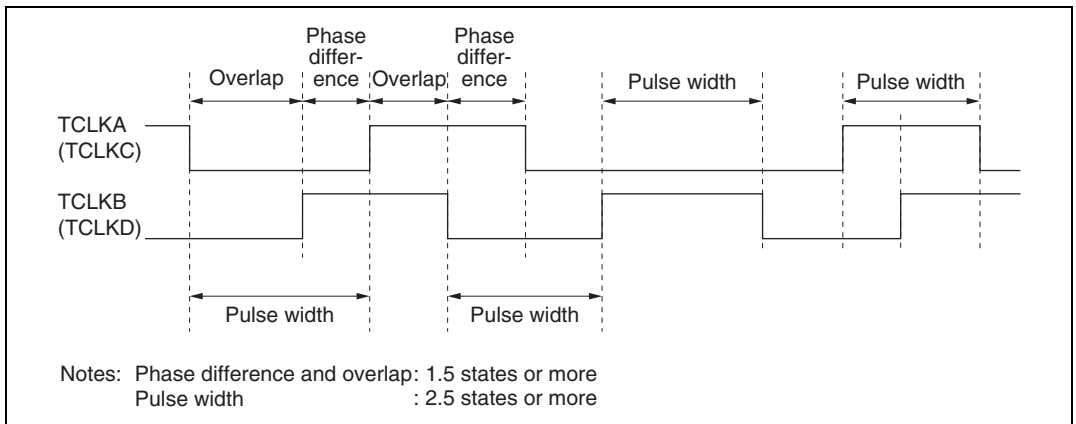 Phase
differ-
ence
Phase
differ-
ence
Overlap
Overlap
Pulse width
Pulse width
TCLKA
(TCLKC)
TCLKB
(TCLKD)
Pulse width
Pulse width
Notes: Phase difference and overlap : 1.5 states or more
Pulse width : 2.5 states or more